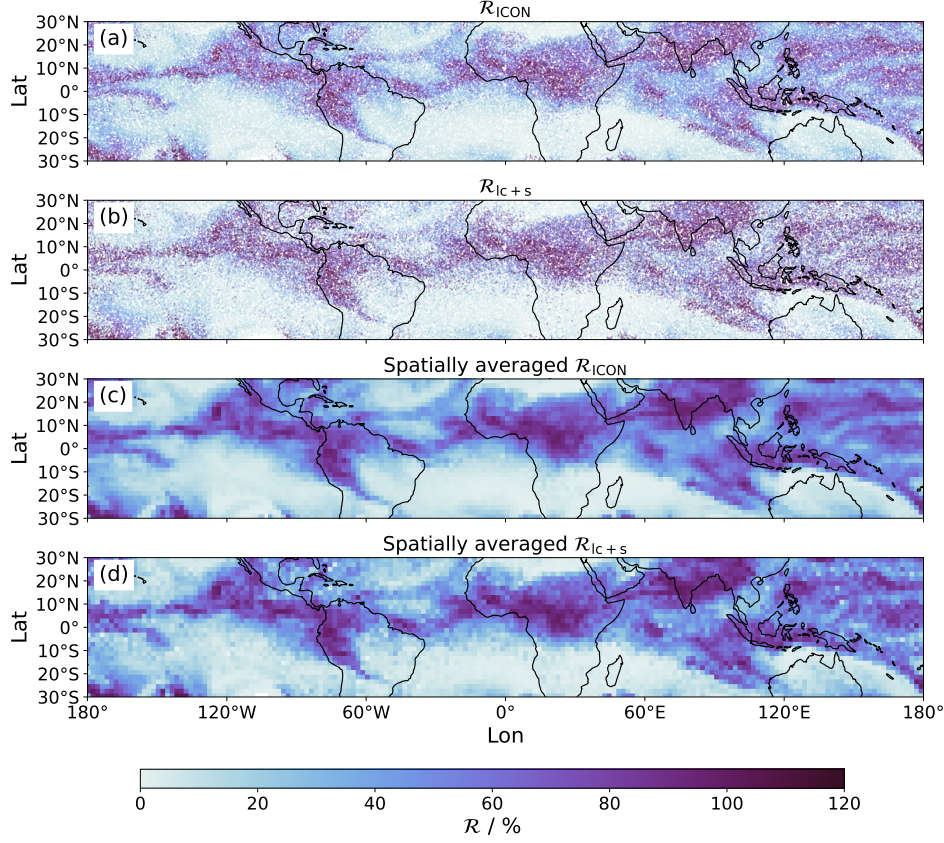 ℛ_ICON
(a)
Lat
30°N
20°N
10°N
0°
10°S
20°S
30°S
ℛ_lc + s
(b)
Lat
30°N
20°N
10°N
0°
10°S
20°S
30°S
Spatially averaged ℛ_ICON
(c)
Lat
30°N
20°N
10°N
0°
10°S
20°S
30°S
Spatially averaged ℛ_lc + s
(d)
Lat
30°N
20°N
10°N
0°
10°S
20°S
30°S
180° 120°W 60°W 0° 60°E 120°E 180°
Lon
0 20 40 60 80 100 120
ℛ / %